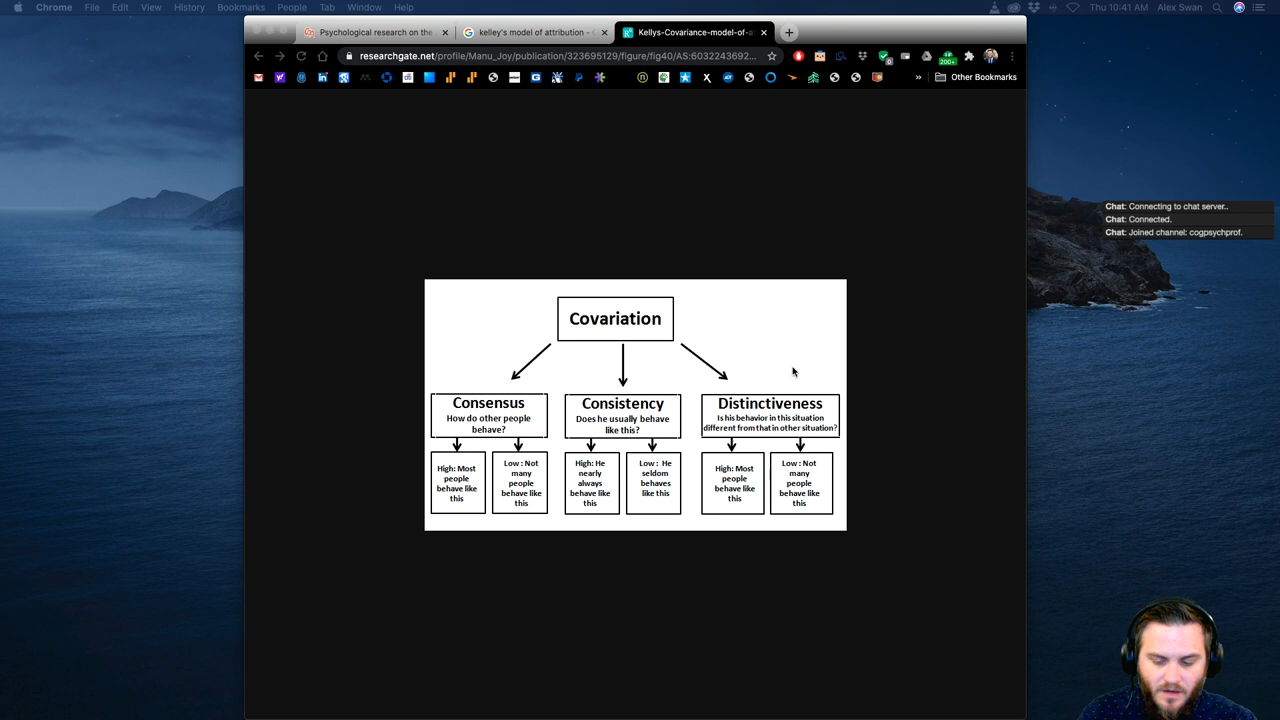 Chrome File Edit View History Bookmarks People Tab Window Help
Thu 10:41 AM Alex Swan
Psychological research on the
kelley's model of attribution -
Kellys-Covariance-model-of-a
researchgate.net/profile/Manu_Joy/publication/323695129/figure/fig40/AS:6032243692...
200+
Other Bookmarks
Chat: Connecting to chat server..
Chat: Connected.
Chat: Joined channel: cogpsychprof.
Covariation
Consensus
How do other people
behave?
Consistency
Does he usually behave
like this?
Distinctiveness
Is his behavior in this situation
different from that in other situation?
High: Most
people
behave like
this
Low : Not
many
people
behave like
this
High: He
nearly
always
behave like
this
Low : He
seldom
behaves
like this
High: Most
people
behave like
this
Low : Not
many
people
behave like
this